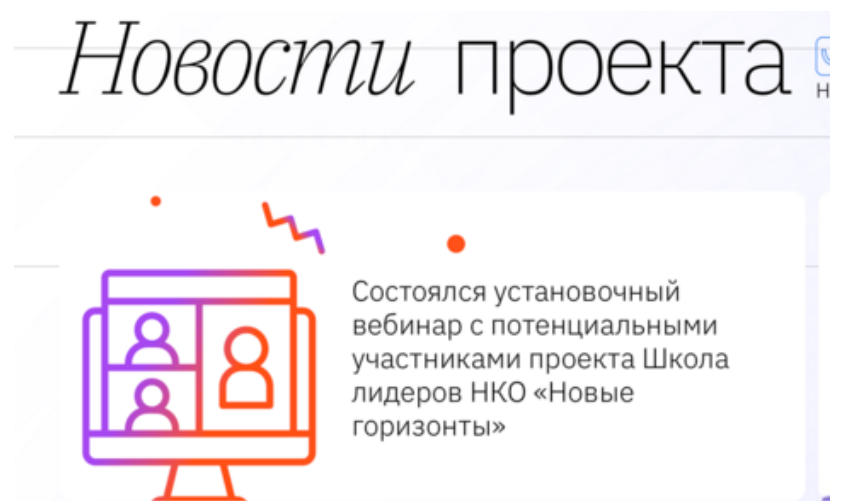 Новости проекта
Н
Состоялся установочный
вебинар с потенциальными
участниками проекта Школа
лидеров НКО «Новые
горизонты»